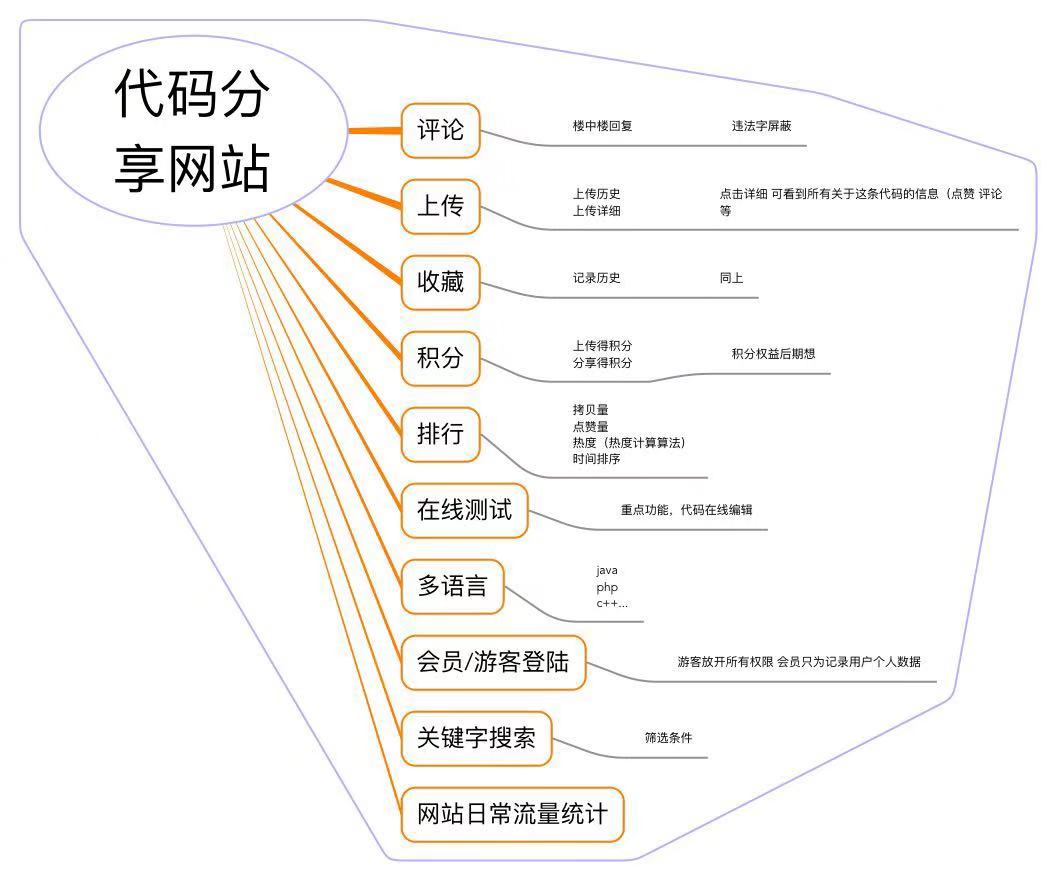 代码分
享网站
评论
楼中楼回复
违法字屏蔽
上传
上传历史
上传详细
点击详细 可看到所有关于这条代码的信息（点赞 评论
等
收藏
记录历史
同上
积分
上传得积分
分享得积分
积分权益后期想
排行
拷贝量
点赞量
热度（热度计算算法）
时间排序
在线测试
重点功能，代码在线编辑
多语言
java
php
c++...
会员/游客登陆
游客放开所有权限 会员只为记录用户个人数据
关键字搜索
筛选条件
网站日常流量统计